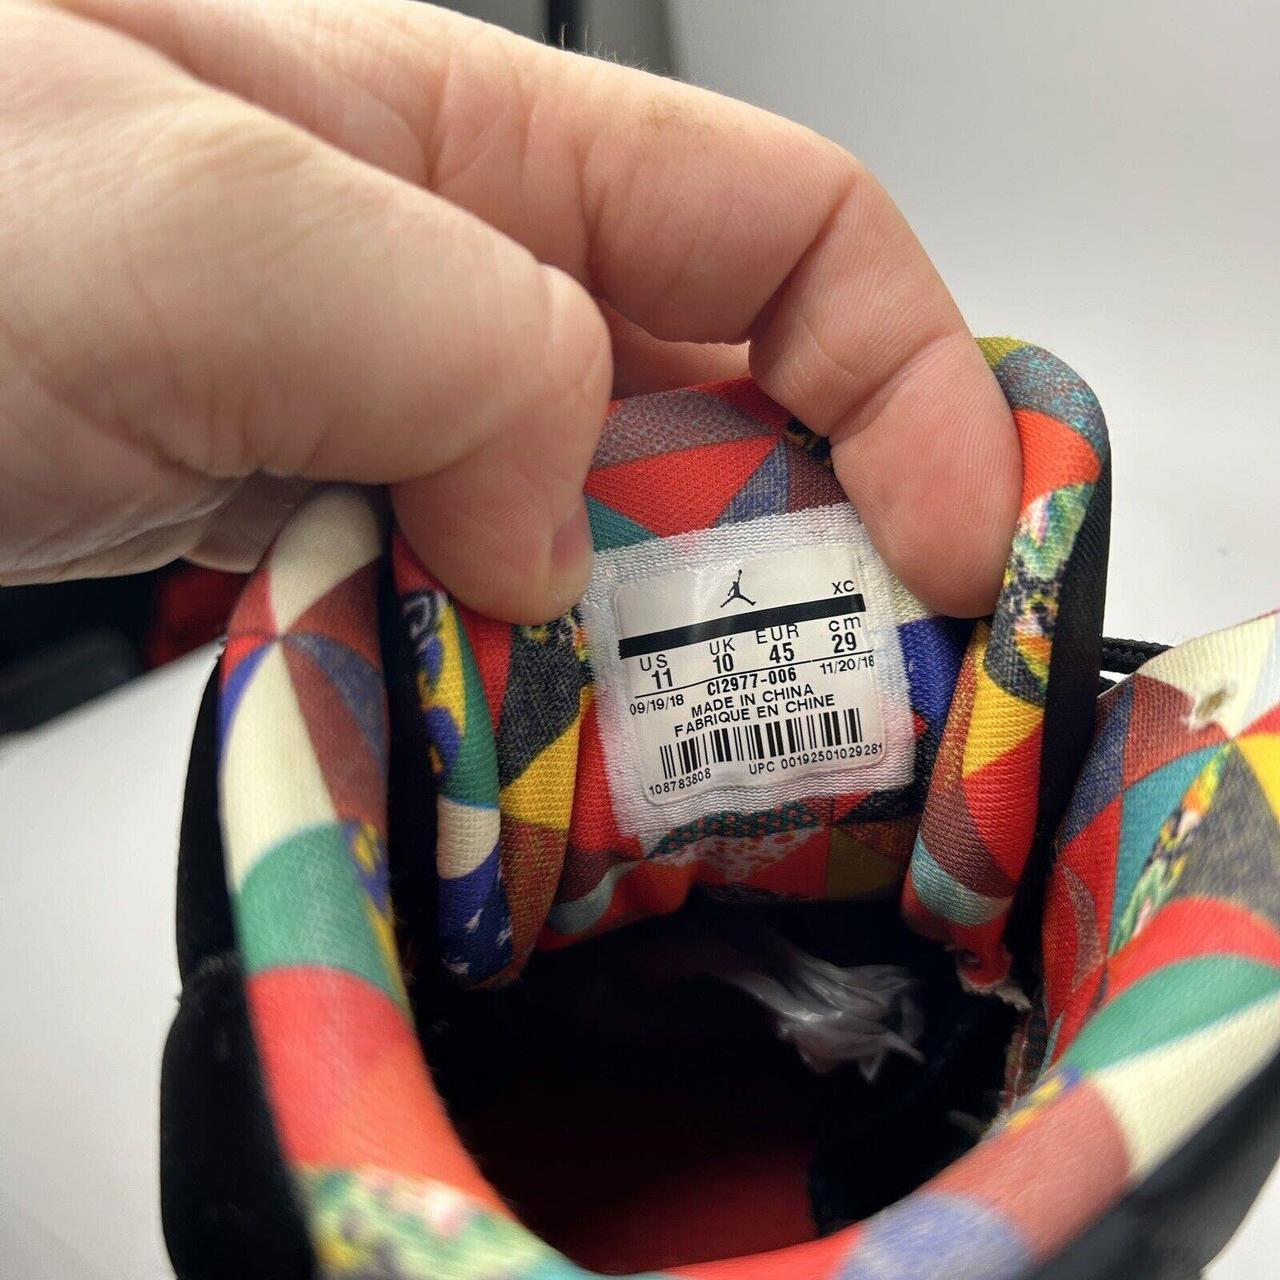 XC
US UK EUR cm
11 10 45 29
09/19/18 CI2977-006 11/20/18
MADE IN CHINA
FABRIQUE EN CHINE
108783808 UPC 00192501029281